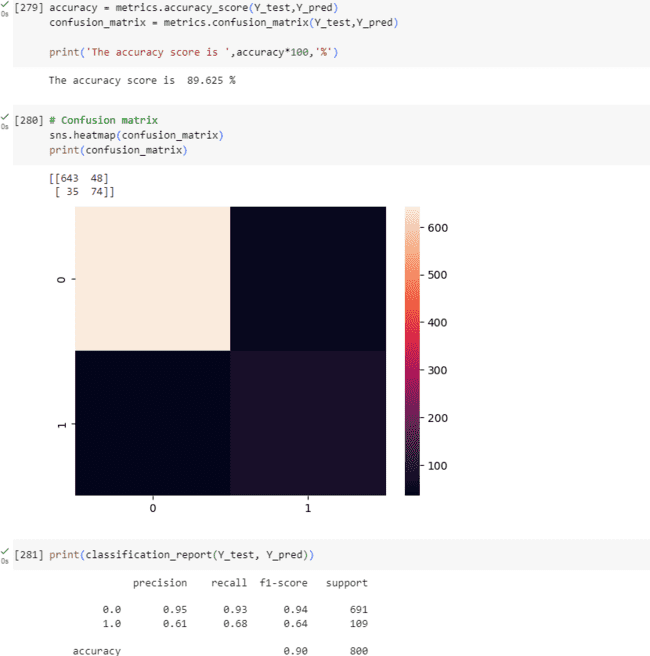 [279] accuracy = metrics.accuracy_score(Y_test,Y_pred)
0s
confusion_matrix = metrics.confusion_matrix(Y_test,Y_pred)
print('The accuracy score is ',accuracy*100,'%')
The accuracy score is  89.625 %
[280] # Confusion matrix
0s
sns.heatmap(confusion_matrix)
print(confusion_matrix)
[[643  48]
[ 35  74]]
600
500
400
300
200
100
0
1
0 1
[281] print(classification_report(Y_test, Y_pred))
0s
precision recall f1-score support
0.0 0.95 0.93 0.94 691
1.0 0.61 0.68 0.64 109
accuracy 0.90 800